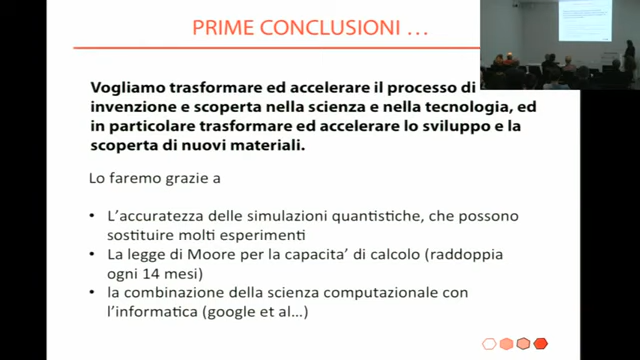 PRIME CONCLUSIONI ...
Vogliamo trasformare ed accelerare il processo di
invenzione e scoperta nella scienza e nella tecnologia, ed
in particolare trasformare ed accelerare lo sviluppo e la
scoperta di nuovi materiali.
Lo faremo grazie a
• L'accuratezza delle simulazioni quantistiche, che possono
sostituire molti esperimenti
• La legge di Moore per la capacita' di calcolo (raddoppia
ogni 14 mesi)
• la combinazione della scienza computazionale con
l'informatica (google et al...)